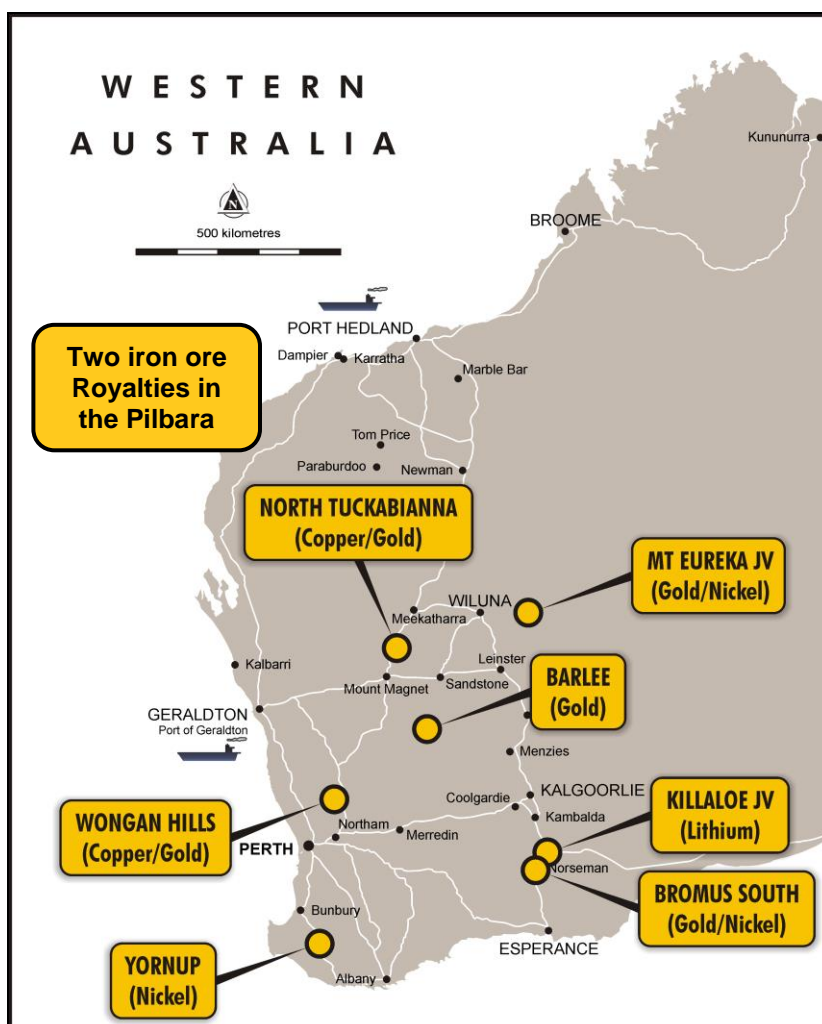 WESTERN
AUSTRALIA
N
500 kilometres
Kununurra
BROOME
PORT HEDLAND
Dampier
Karratha
Marble Bar
Two iron ore
Royalties in
the Pilbara
Tom Price
Paraburdoo
Newman
NORTH TUCKABIANNA
(Copper/Gold)
MT EUREKA JV
(Gold/Nickel)
WILUNA
Meekatharra
Kalbarri
Leinster
Mount Magnet
Sandstone
BARLEE
(Gold)
GERALDTON
Port of Geraldton
Menzies
KALGOORLIE
Coolgardie
Kambalda
KILLALOE JV
(Lithium)
WONGAN HILLS
(Copper/Gold)
Northam
Merredin
PERTH
Norseman
BROMUS SOUTH
(Gold/Nickel)
Bunbury
ESPERANCE
YORNUP
(Nickel)
Albany